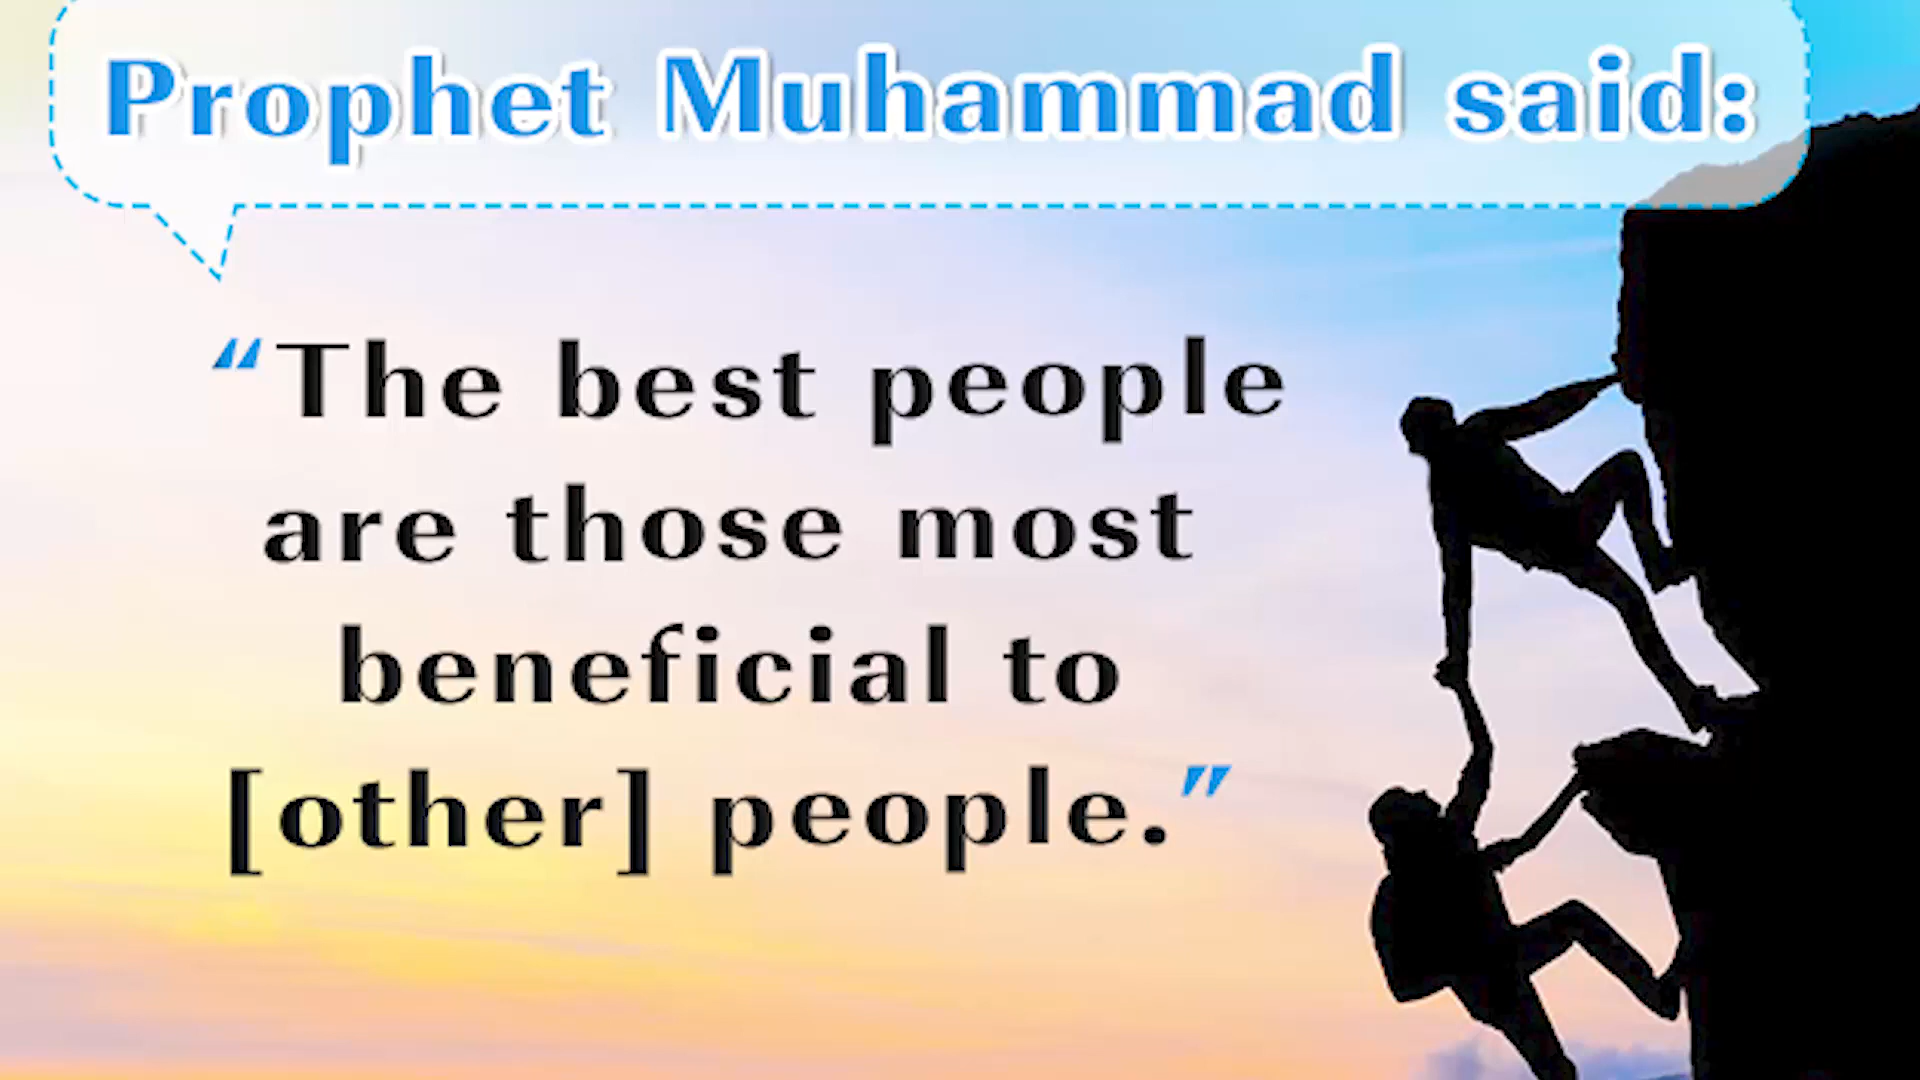 Prophet Muhammad said:
“The best people
are those most
beneficial to
[other] people.”